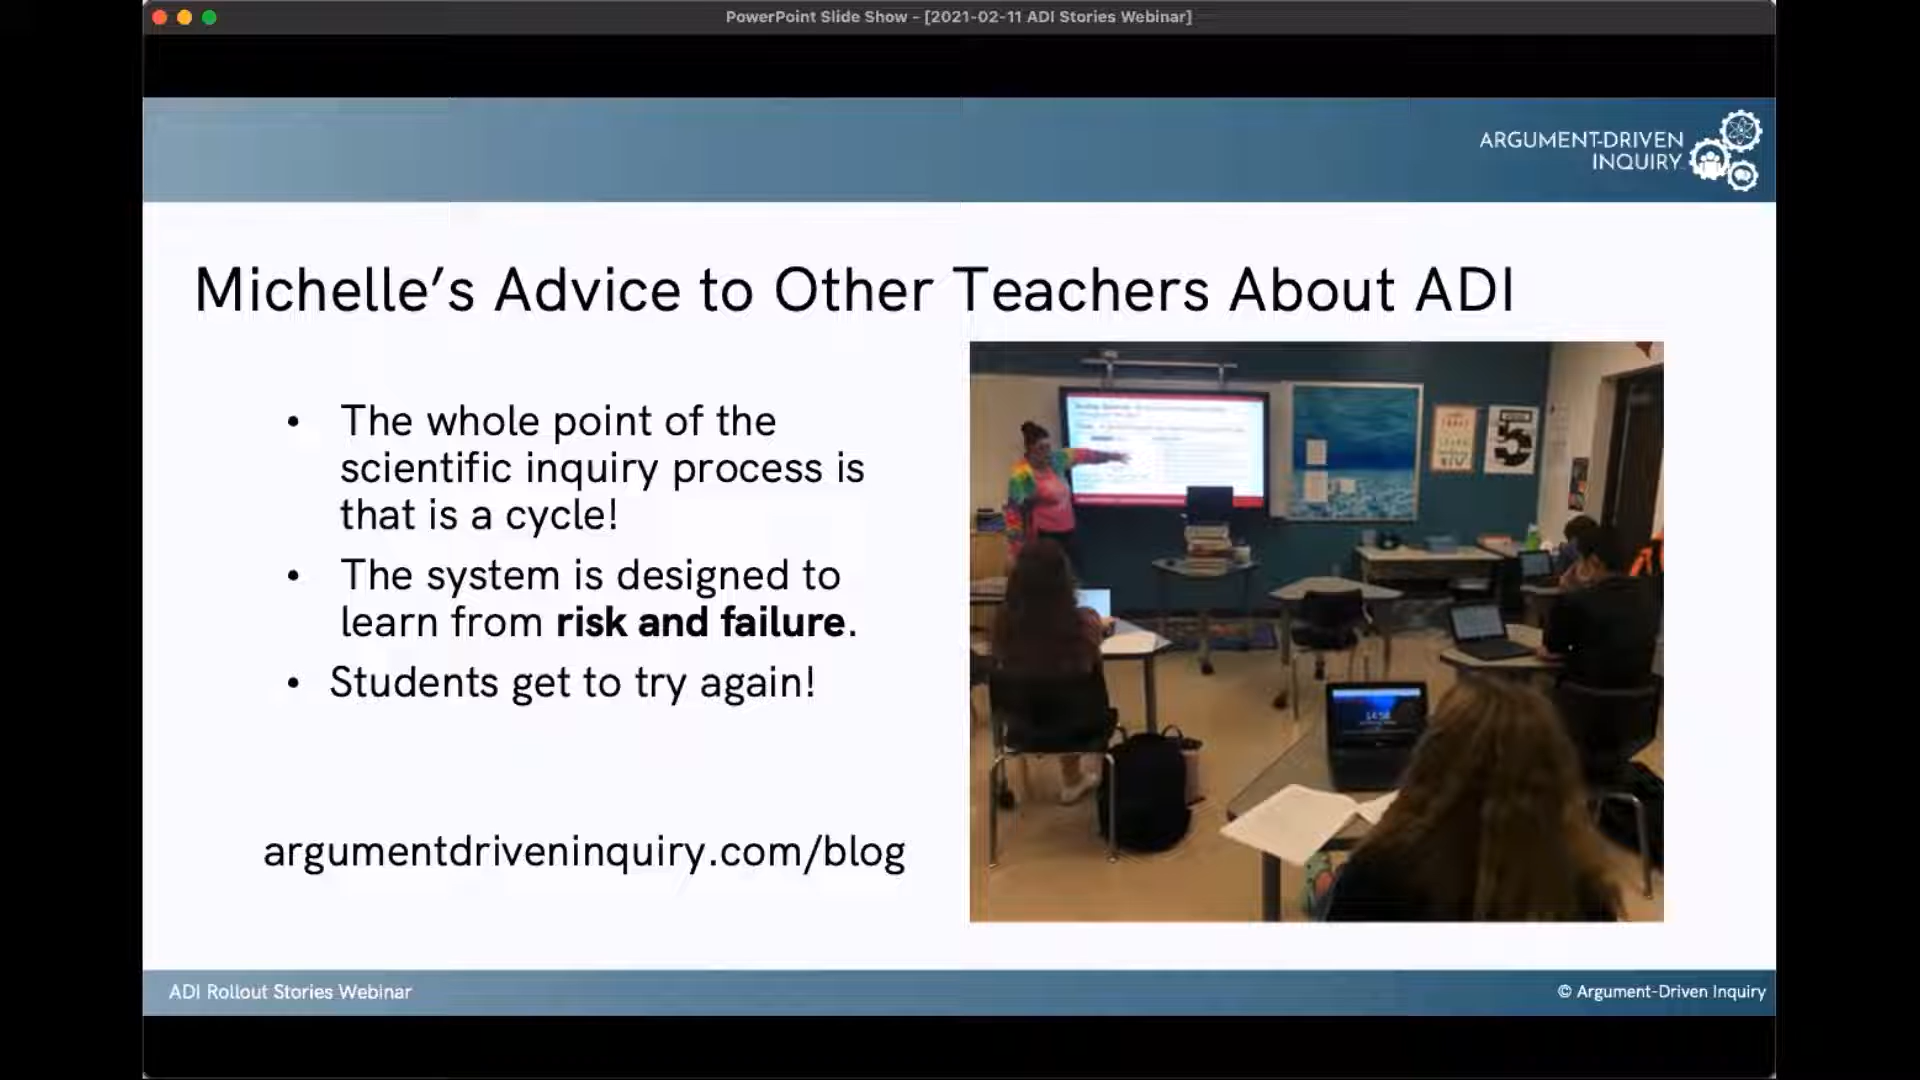 PowerPoint Slide Show - [2021-02-11 ADI Stories Webinar]
ARGUMENT-DRIVEN
INQUIRY
Michelle’s Advice to Other Teachers About ADI
• The whole point of the
scientific inquiry process is
that is a cycle!
• The system is designed to
learn from risk and failure.
• Students get to try again!
5
argumentdriveninquiry.com/blog
ADI Rollout Stories Webinar
© Argument-Driven Inquiry